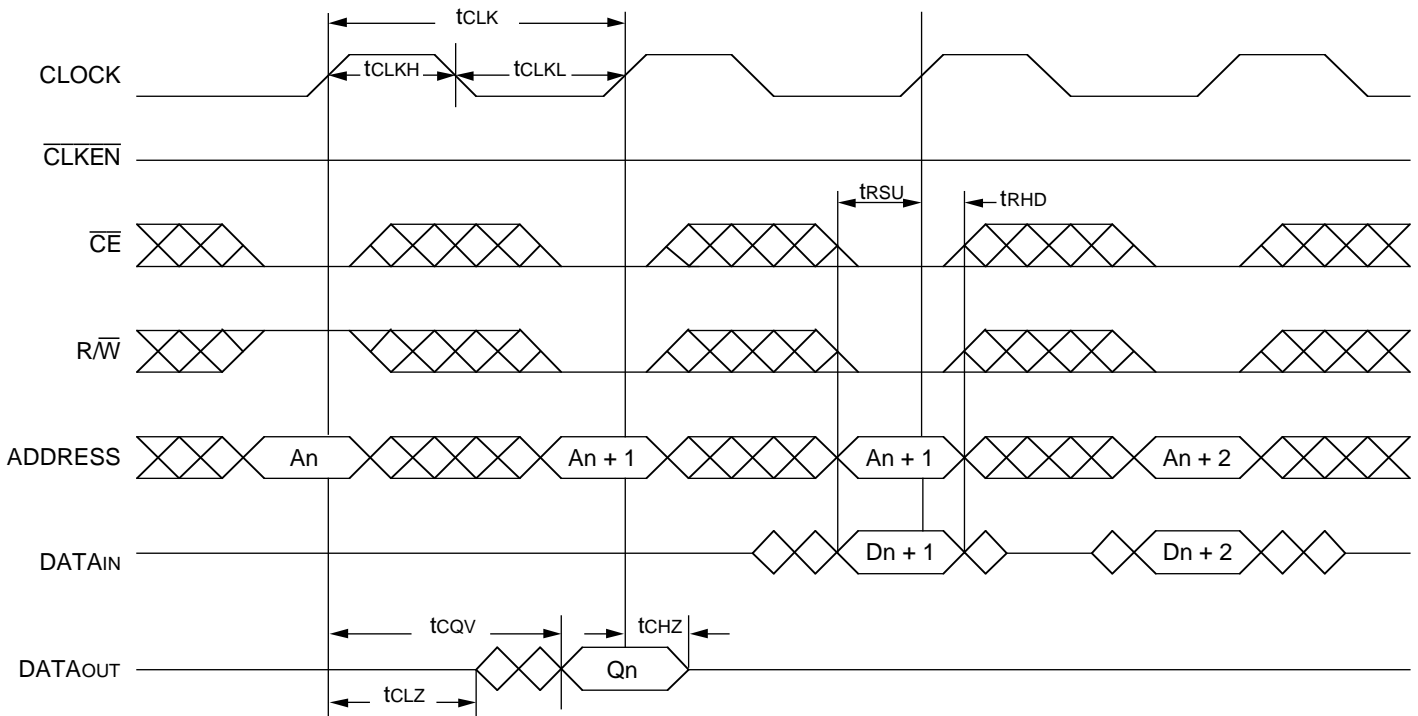 tCLK
CLOCK
tCLKH
tCLKL
CLKEN
tRSU
tRHD
CE
R/W
ADDRESS
An
An + 1
An + 1
An + 2
DATAIN
Dn + 1
Dn + 2
tCQV
tCHZ
DATAOUT
Qn
tCLZ